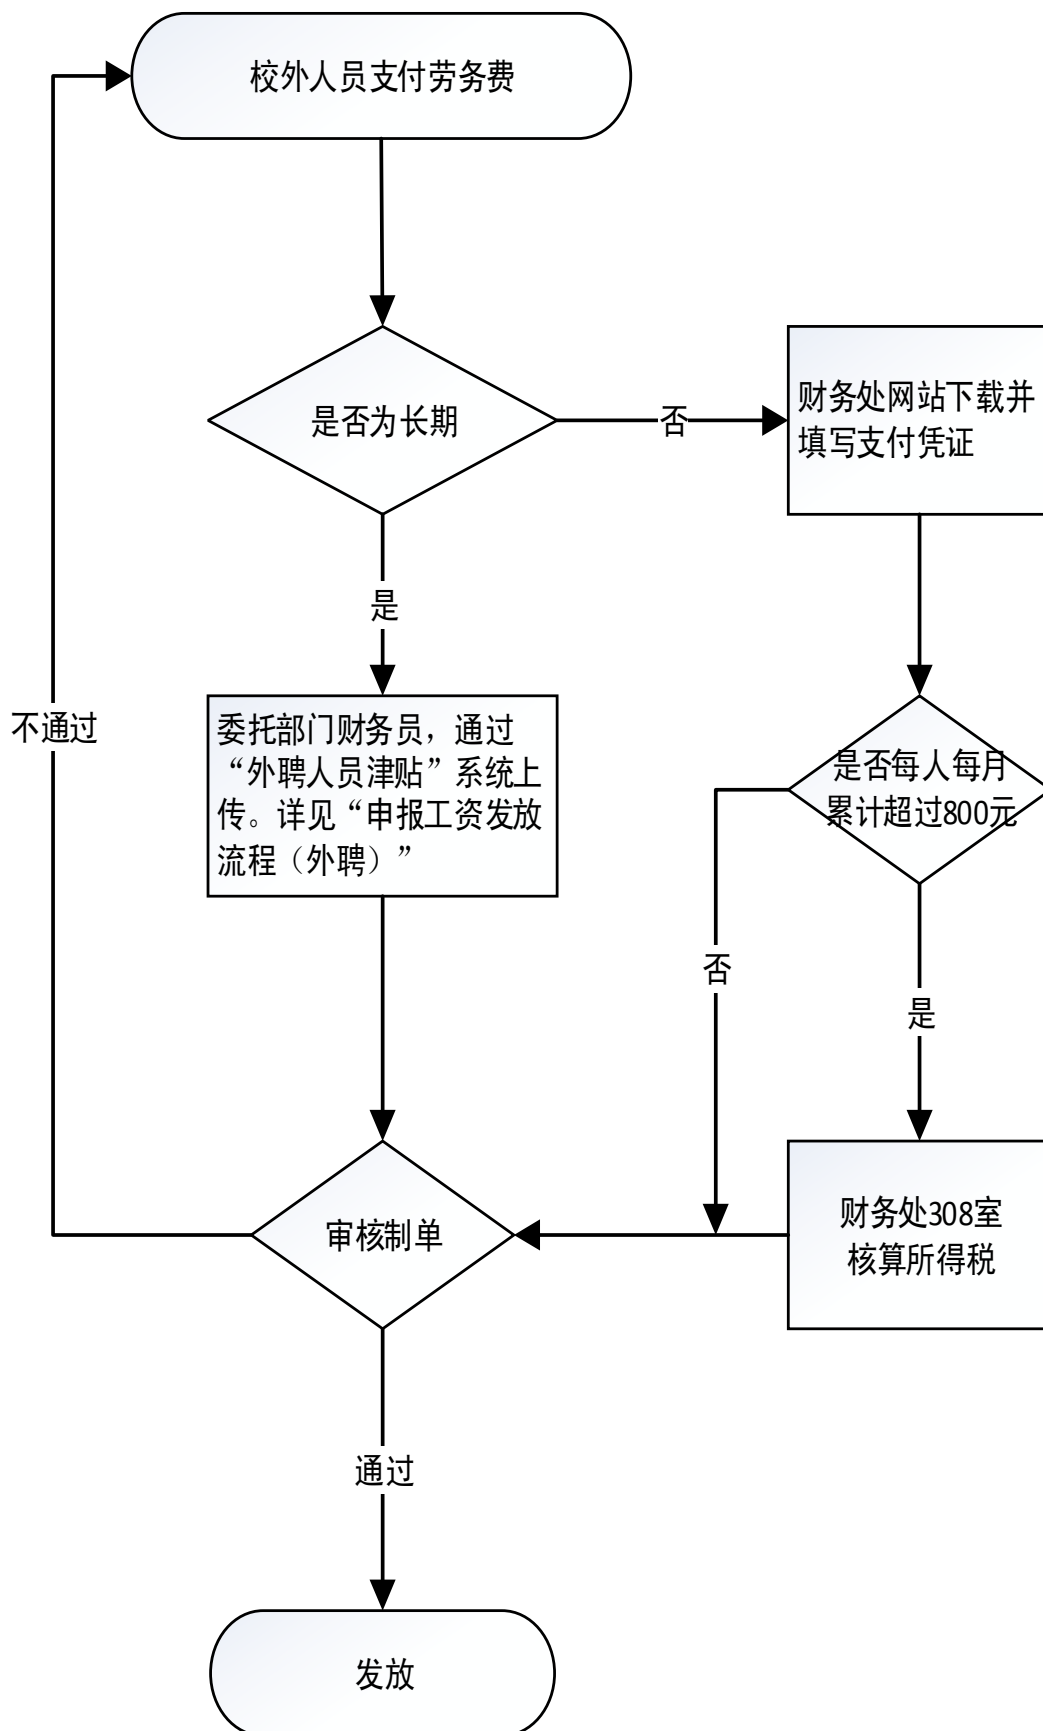 校外人员支付劳务费
是否为长期
否
财务处网站下载并
填写支付凭证
是
不通过
委托部门财务员，通过
“外聘人员津贴”系统上
传。详见“申报工资发放
流程（外聘）”
是否每人每月
累计超过800元
否
是
审核制单
财务处308室
核算所得税
通过
发放